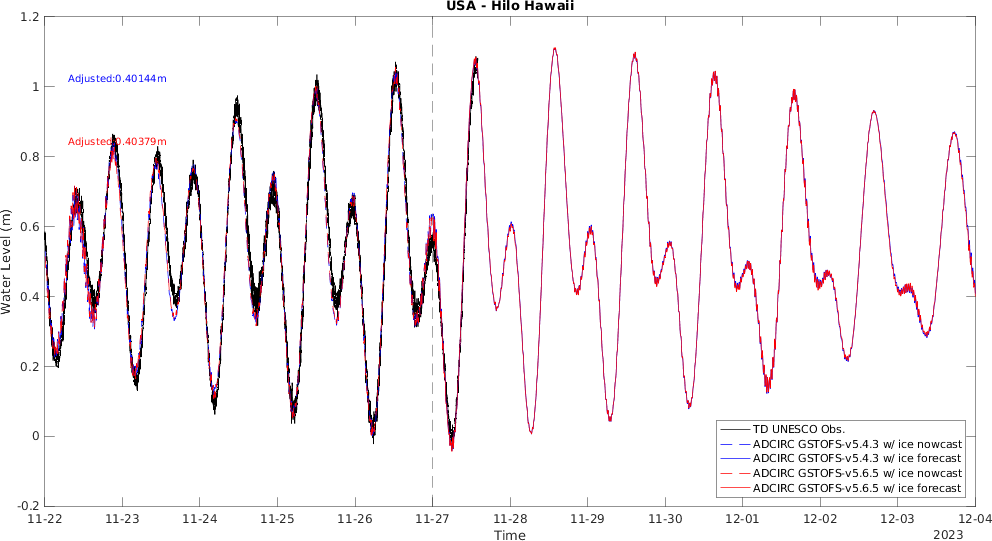 USA - Hilo Hawaii
1.2
1
0.8
0.6
0.4
0.2
0
-0.2
Water Level (m)
Adjusted:0.40144m
Adjusted:0.40379m
TD UNESCO Obs.
ADCIRC GSTOFS-v5.4.3 w/ ice nowcast
ADCIRC GSTOFS-v5.4.3 w/ ice forecast
ADCIRC GSTOFS-v5.6.5 w/ ice nowcast
ADCIRC GSTOFS-v5.6.5 w/ ice forecast
11-22 11-23 11-24 11-25 11-26 11-27 11-28 11-29 11-30 12-01 12-02 12-03 12-04
Time
2023